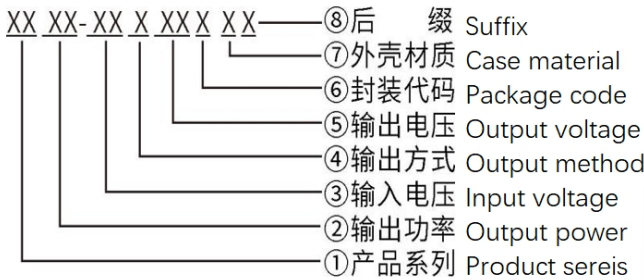 XX XX-XX X XX X X X ⑧后 缀 Suffix
⑦外壳材质 Case material
⑥封装代码 Package code
⑤输出电压 Output voltage
④输出方式 Output method
③输入电压 Input voltage
②输出功率 Output power
①产品系列 Product sereis